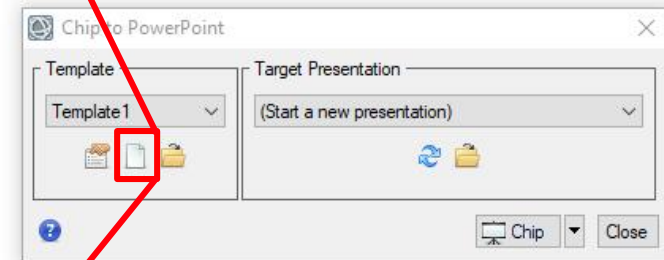 Chip to PowerPoint
Template
Target Presentation
Template1
(Start a new presentation)
?
Chip
Close